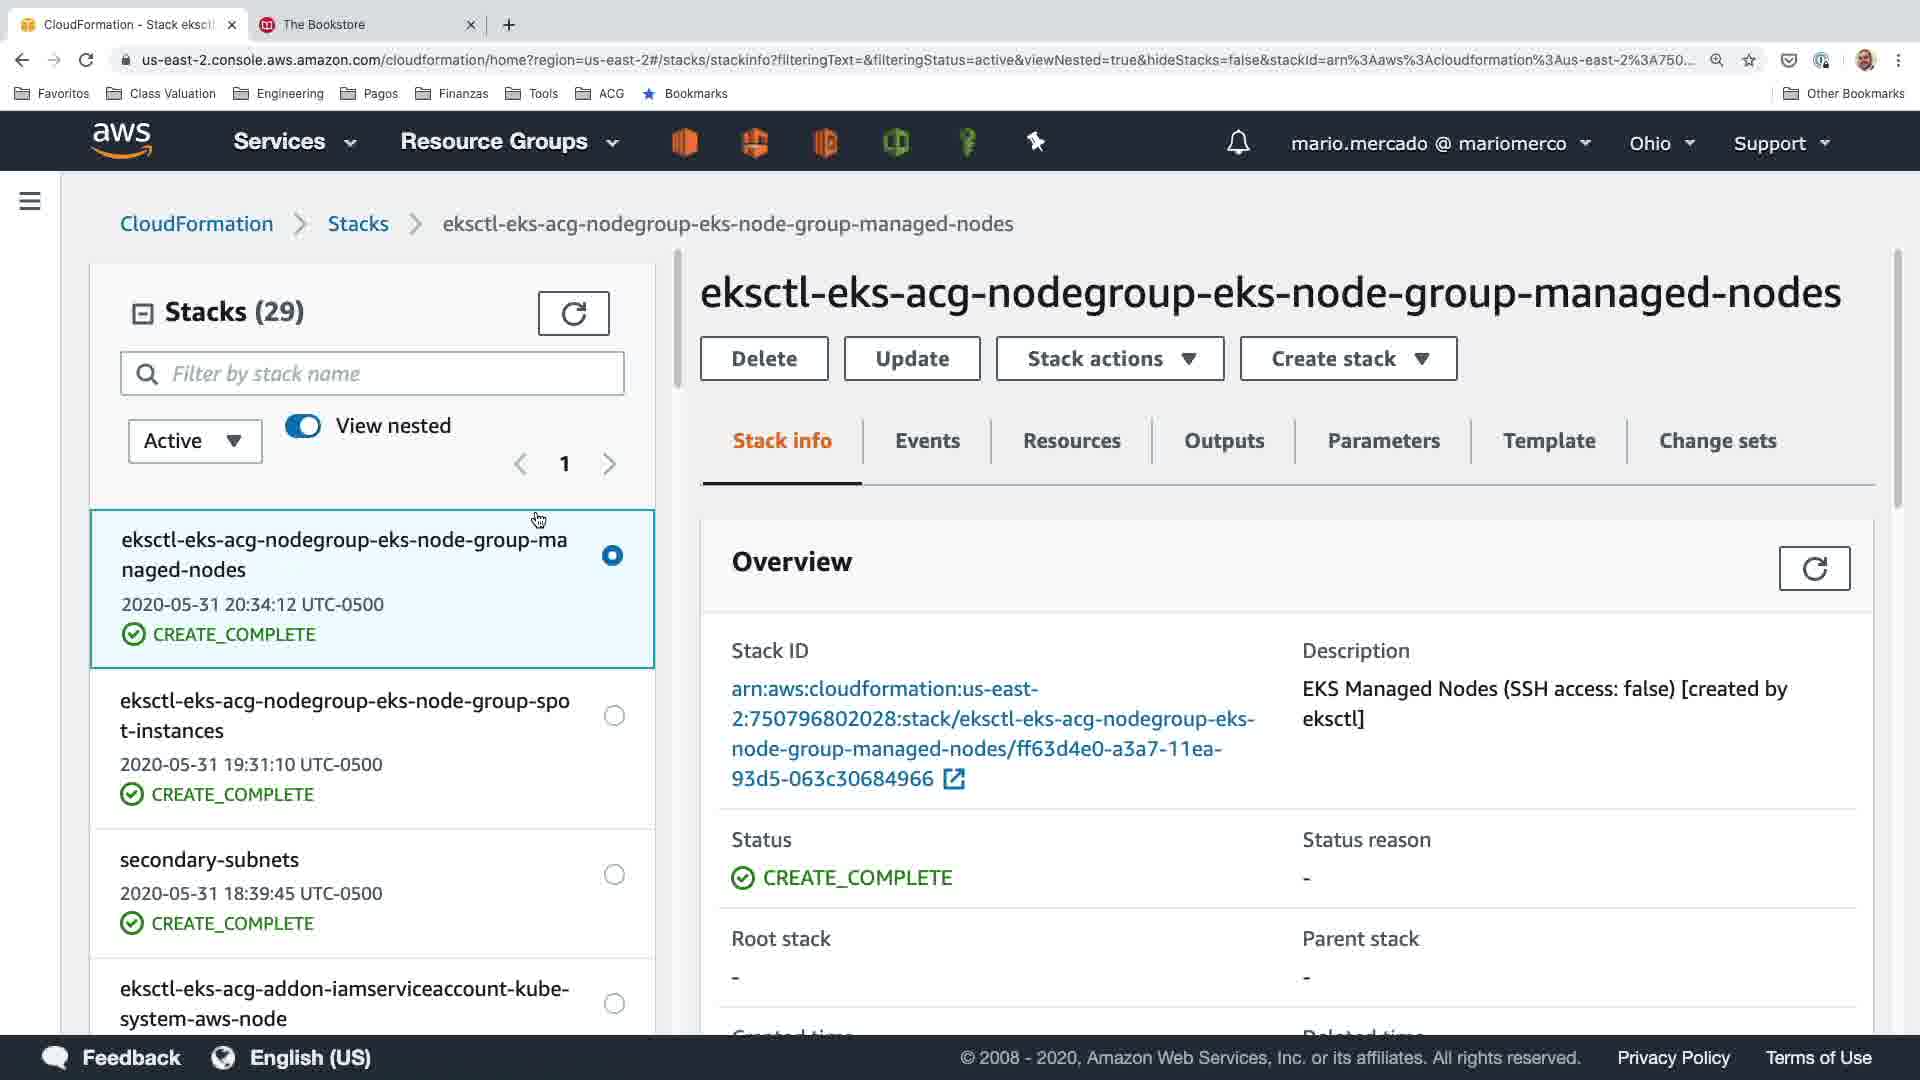 CloudFormation - Stack eksctl
The Bookstore
us-east-2.console.aws.amazon.com/cloudformation/home?region=us-east-2#/stacks/stackinfo?filteringText=&filteringStatus=active&viewNested=true&hideStacks=false&stackId=arn%3Aaws%3Acloudformation%3Aus-east-2%3A750...
Favoritos Class Valuation Engineering Pagos Finanzas Tools ACG Bookmarks Other Bookmarks
aws Services Resource Groups mario.mercado @ mariomerco Ohio Support
CloudFormation Stacks eksctl-eks-acg-nodegroup-eks-node-group-managed-nodes
Stacks (29)
Filter by stack name
Active View nested
1
eksctl-eks-acg-nodegroup-eks-node-group-ma
naged-nodes
2020-05-31 20:34:12 UTC-0500
CREATE_COMPLETE
eksctl-eks-acg-nodegroup-eks-node-group-spo
t-instances
2020-05-31 19:31:10 UTC-0500
CREATE_COMPLETE
secondary-subnets
2020-05-31 18:39:45 UTC-0500
CREATE_COMPLETE
eksctl-eks-acg-addon-iamserviceaccount-kube-
system-aws-node
eksctl-eks-acg-nodegroup-eks-node-group-managed-nodes
Delete Update Stack actions Create stack
Stack info Events Resources Outputs Parameters Template Change sets
Overview
Stack ID
arn:aws:cloudformation:us-east-
2:750796802028:stack/eksctl-eks-acg-nodegroup-eks-
node-group-managed-nodes/ff63d4e0-a3a7-11ea-
93d5-063c30684966
Description
EKS Managed Nodes (SSH access: false) [created by
eksctl]
Status
CREATE_COMPLETE
Status reason
-
Root stack
-
Parent stack
-
Created time
Deleted time
Feedback English (US) © 2008 - 2020, Amazon Web Services, Inc. or its affiliates. All rights reserved. Privacy Policy Terms of Use